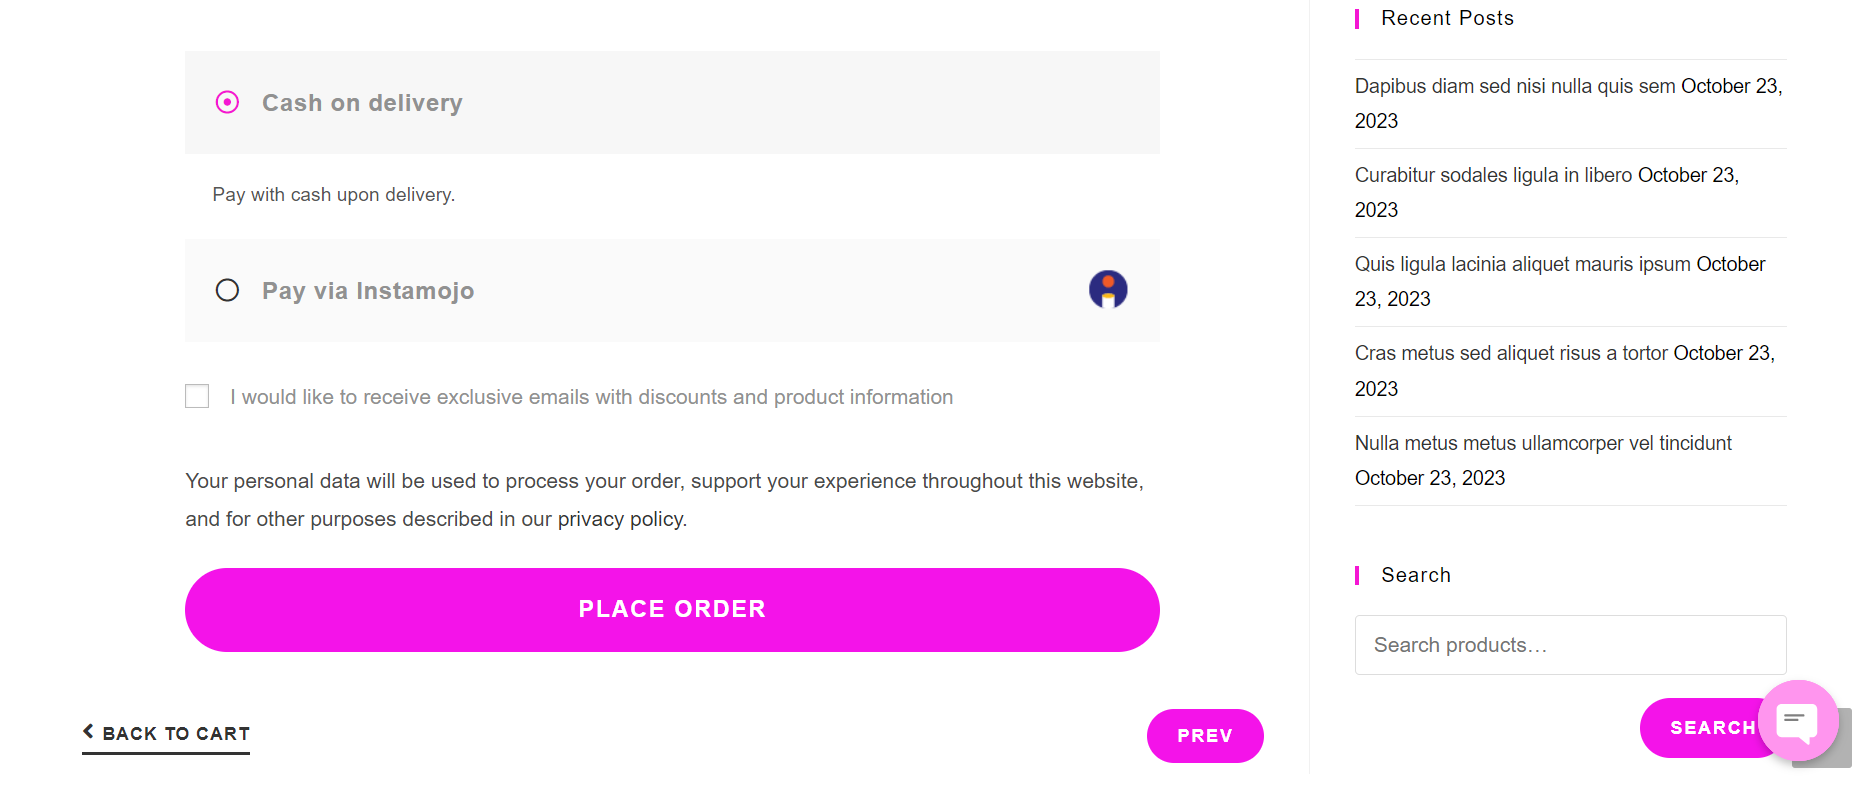 Cash on delivery
Pay with cash upon delivery.
Pay via Instamojo
I would like to receive exclusive emails with discounts and product information
Your personal data will be used to process your order, support your experience throughout this website,
and for other purposes described in our privacy policy.
PLACE ORDER
BACK TO CART
PREV
Recent Posts
Dapibus diam sed nisi nulla quis sem October 23,
2023
Curabitur sodales ligula in libero October 23,
2023
Quis ligula lacinia aliquet mauris ipsum October
23, 2023
Cras metus sed aliquet risus a tortor October 23,
2023
Nulla metus metus ullamcorper vel tincidunt
October 23, 2023
Search
Search products…
SEARCH